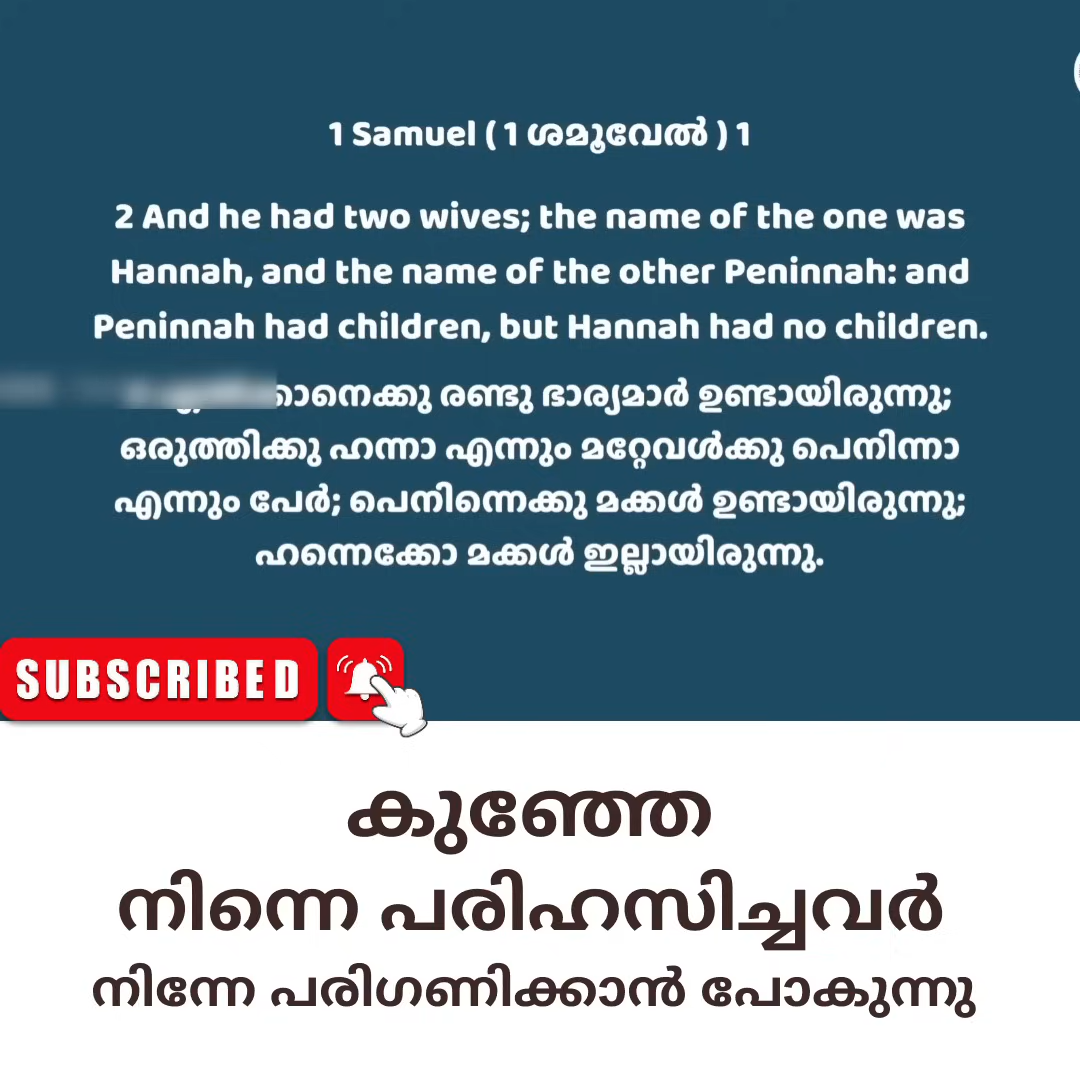 1 Samuel ( 1 ശമൂവേൽ ) 1
2 And he had two wives; the name of the one was
Hannah, and the name of the other Peninnah: and
Peninnah had children, but Hannah had no children.
രണ്ടു ഭാര്യമാർ ഉണ്ടായിരുന്നു;
ഒരുത്തിക്കു ഹന്നാ എന്നും മറ്റേവൾക്കു പെനിന്നാ
എന്നും പേർ; പെനിന്നെക്കു മക്കൾ ഉണ്ടായിരുന്നു;
ഹന്നെക്കോ മക്കൾ ഇല്ലായിരുന്നു.
SUBSCRIBED
കുഞ്ഞേ
നിന്നെ പരിഹസിച്ചവർ
നിന്നേ പരിഗണിക്കാൻ പോകുന്നു